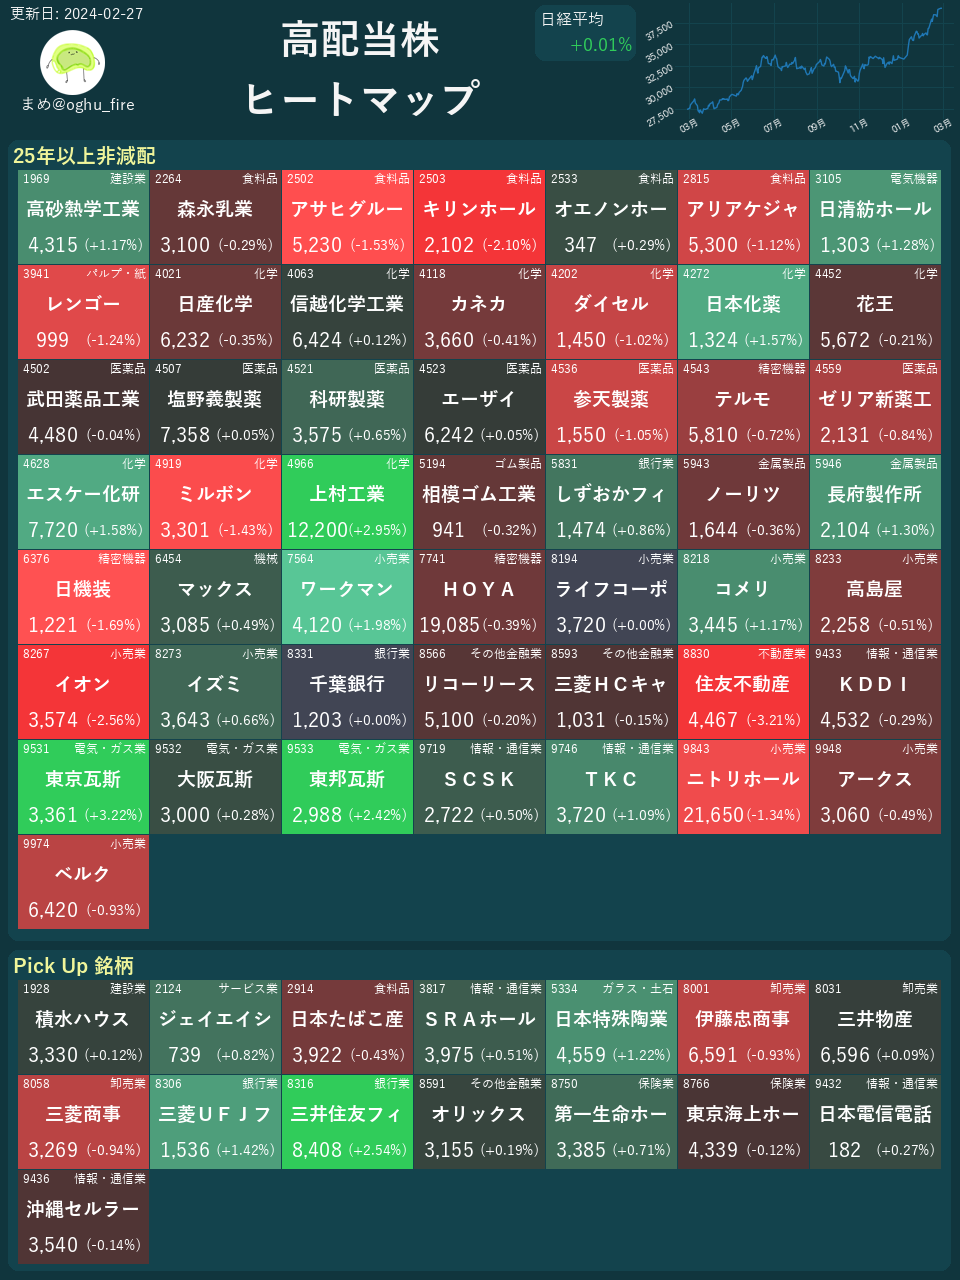 更新日: 2024-02-27
まめ@oghu_fire
高配当株
ヒートマップ
日経平均
+0.01%
37,500
35,000
32,500
30,000
27,500
03月 05月 07月 09月 11月 01月 03月
25年以上非減配
1969 建設業 2264 食料品 2502 食料品 2503 食料品 2533 食料品 2815 食料品 3105 電気機器
高砂熱学工業 森永乳業 アサヒグルー キリンホール オエノンホー アリアケジャ 日清紡ホール
4,315 (+1.17%) 3,100 (-0.29%) 5,230 (-1.53%) 2,102 (-2.10%) 347 (+0.29%) 5,300 (-1.12%) 1,303 (+1.28%)
3941 パルプ・紙 4021 化学 4063 化学 4118 化学 4202 化学 4272 化学 4452 化学
レンゴー 日産化学 信越化学工業 カネカ ダイセル 日本化薬 花王
999 (-1.24%) 6,232 (-0.35%) 6,424 (+0.12%) 3,660 (-0.41%) 1,450 (-1.02%) 1,324 (+1.57%) 5,672 (-0.21%)
4502 医薬品 4507 医薬品 4521 医薬品 4523 医薬品 4536 医薬品 4543 精密機器 4559 医薬品
武田薬品工業 塩野義製薬 科研製薬 エーザイ 参天製薬 テルモ ゼリア新薬工
4,480 (-0.04%) 7,358 (+0.05%) 3,575 (+0.65%) 6,242 (+0.05%) 1,550 (-1.05%) 5,810 (-0.72%) 2,131 (-0.84%)
4628 化学 4919 化学 4966 化学 5194 ゴム製品 5831 銀行業 5943 金属製品 5946 金属製品
エスケー化研 ミルボン 上村工業 相模ゴム工業 しずおかフィ ノーリツ 長府製作所
7,720 (+1.58%) 3,301 (-1.43%) 12,200(+2.95%) 941 (-0.32%) 1,474 (+0.86%) 1,644 (-0.36%) 2,104 (+1.30%)
6376 精密機器 6454 機械 7564 小売業 7741 精密機器 8194 小売業 8218 小売業 8233 小売業
日機装 マックス ワークマン ＨＯＹＡ ライフコーポ コメリ 高島屋
1,221 (-1.69%) 3,085 (+0.49%) 4,120 (+1.98%) 19,085(-0.39%) 3,720 (+0.00%) 3,445 (+1.17%) 2,258 (-0.51%)
8267 小売業 8273 小売業 8331 銀行業 8566 その他金融業 8593 その他金融業 8830 不動産業 9433 情報・通信業
イオン イズミ 千葉銀行 リコーリース 三菱ＨＣキャ 住友不動産 ＫＤＤＩ
3,574 (-2.56%) 3,643 (+0.66%) 1,203 (+0.00%) 5,100 (-0.20%) 1,031 (-0.15%) 4,467 (-3.21%) 4,532 (-0.29%)
9531 電気・ガス業 9532 電気・ガス業 9533 電気・ガス業 9719 情報・通信業 9746 情報・通信業 9843 小売業 9948 小売業
東京瓦斯 大阪瓦斯 東邦瓦斯 ＳＣＳＫ ＴＫＣ ニトリホール アークス
3,361 (+3.22%) 3,000 (+0.28%) 2,988 (+2.42%) 2,722 (+0.50%) 3,720 (+1.09%) 21,650(-1.34%) 3,060 (-0.49%)
9974 小売業
ベルク
6,420 (-0.93%)
Pick Up 銘柄
1928 建設業 2124 サービス業 2914 食料品 3817 情報・通信業 5334 ガラス・土石 8001 卸売業 8031 卸売業
積水ハウス ジェイエイシ 日本たばこ産 ＳＲＡホール 日本特殊陶業 伊藤忠商事 三井物産
3,330 (+0.12%) 739 (+0.82%) 3,922 (-0.43%) 3,975 (+0.51%) 4,559 (+1.22%) 6,591 (-0.93%) 6,596 (+0.09%)
8058 卸売業 8306 銀行業 8316 銀行業 8591 その他金融業 8750 保険業 8766 保険業 9432 情報・通信業
三菱商事 三菱ＵＦＪフ 三井住友フィ オリックス 第一生命ホー 東京海上ホー 日本電信電話
3,269 (-0.94%) 1,536 (+1.42%) 8,408 (+2.54%) 3,155 (+0.19%) 3,385 (+0.71%) 4,339 (-0.12%) 182 (+0.27%)
9436 情報・通信業
沖縄セルラー
3,540 (-0.14%)